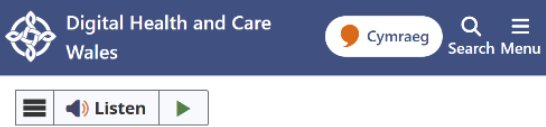 Digital Health and Care
Wales
Cymraeg
Search Menu
Listen